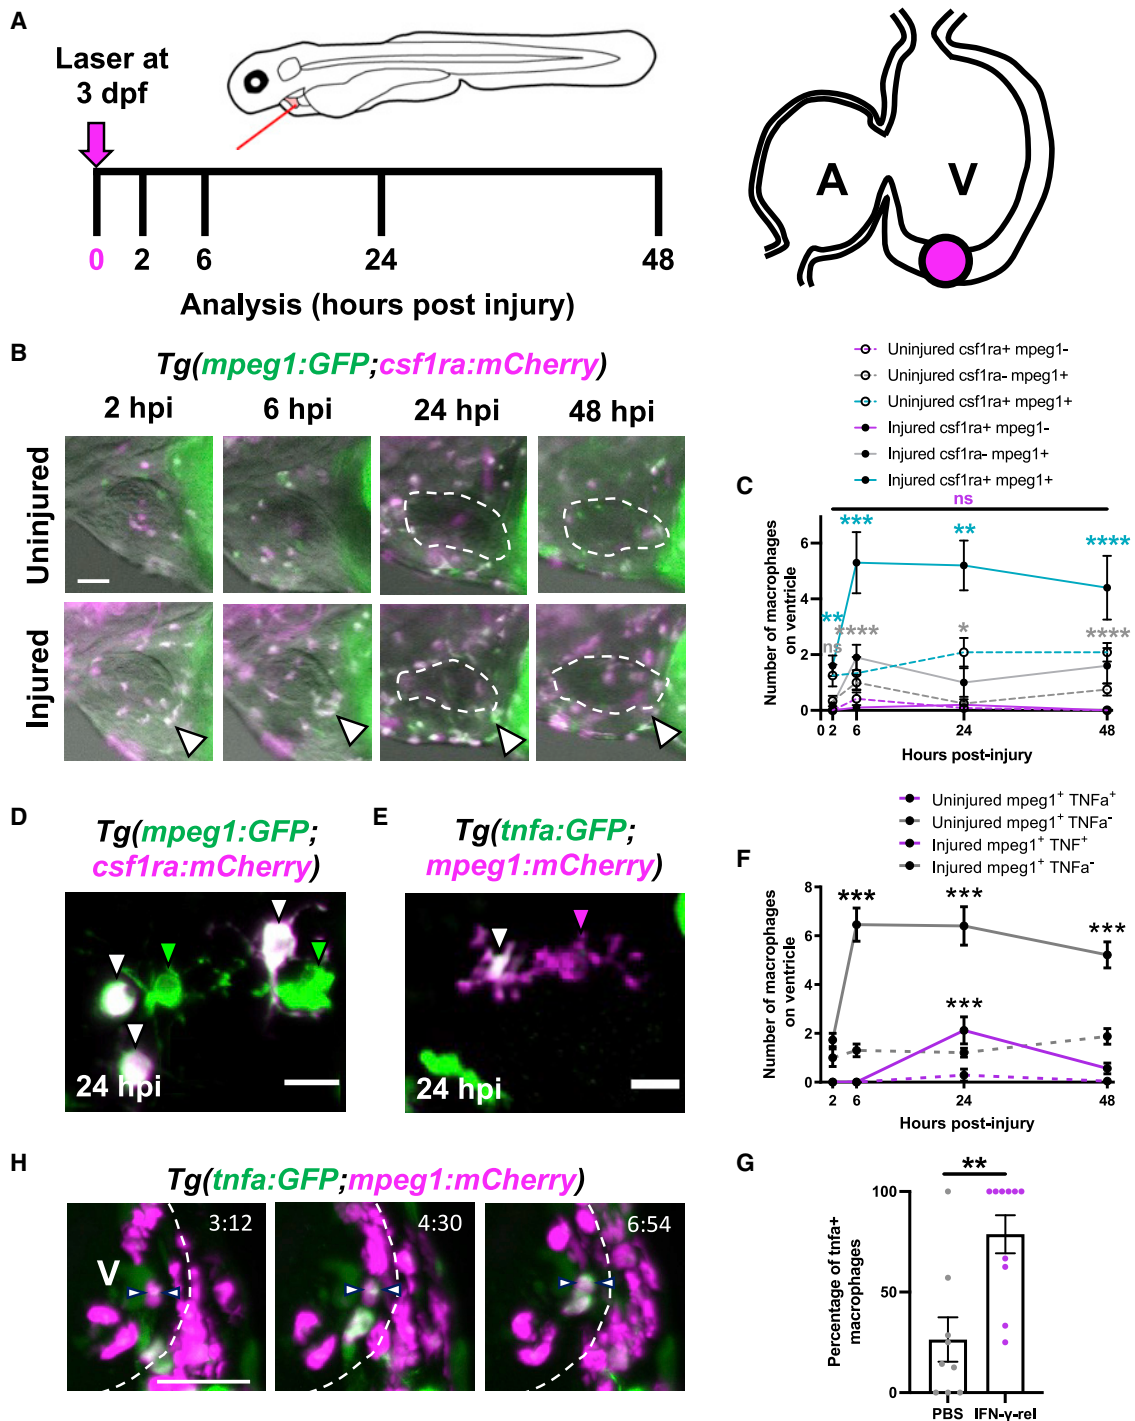 A
Laser at
3 dpf
0 2 6 24 48
Analysis (hours post injury)
A V
B
Tg(mpeg1:GFP;csf1ra:mCherry)
2 hpi 6 hpi 24 hpi 48 hpi
Uninjured
Injured
Uninjured csf1ra+ mpeg1-
Uninjured csf1ra- mpeg1+
Uninjured csf1ra+ mpeg1+
Injured csf1ra+ mpeg1-
Injured csf1ra- mpeg1+
Injured csf1ra+ mpeg1+
C
ns
*** ** ****
**
ns **** * ****
Number of macrophages
on ventricle
6
4
2
0
0 2 6 24 48
Hours post-injury
D
Tg(mpeg1:GFP;
csf1ra:mCherry)
24 hpi
E
Tg(tnfa:GFP;
mpeg1:mCherry)
24 hpi
Uninjured mpeg1⁺ TNFa⁺
Uninjured mpeg1⁺ TNFa⁻
Injured mpeg1⁺ TNF⁺
Injured mpeg1⁺ TNFa⁻
F
*** *** ***
***
Number of macrophages
on ventricle
8
6
4
2
0
2 6 24 48
Hours post-injury
H
Tg(tnfa:GFP;mpeg1:mCherry)
3:12 4:30 6:54
V
G
**
Percentage of tnfa+
macrophages
100
50
0
PBS IFN-γ-rel